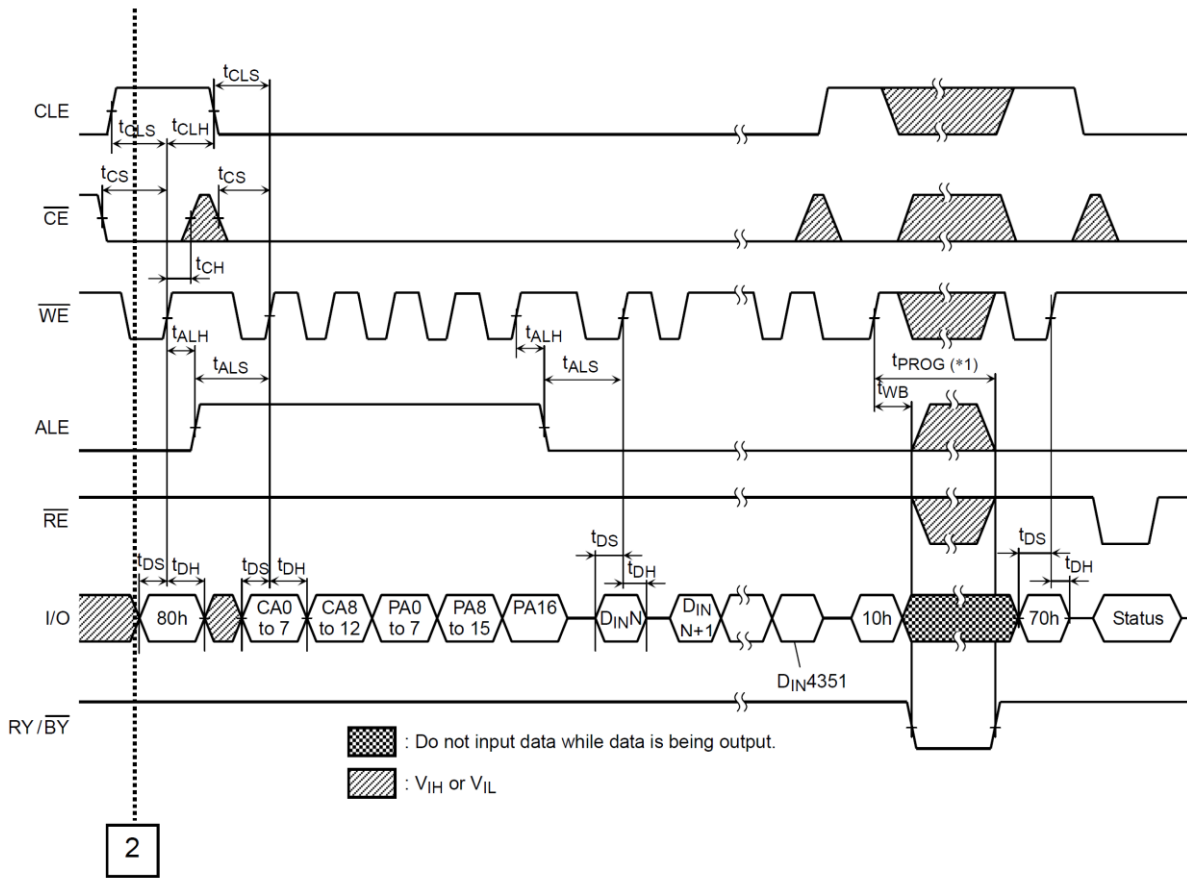 tCLS
CLE
tCLS
tCLH
tCS
tCS
CE
tCH
WE
tALH
tALH
tPROG (*1)
tALS
tALS
tWB
ALE
RE
tDS
tDH
tDS
tDH
tDS
tDH
tDS
tDH
I/O
80h
CA0
to 7
CA8
to 12
PA0
to 7
PA8
to 15
PA16
DINN
DIN
N+1
10h
70h
Status
DIN4351
RY/BY
: Do not input data while data is being output.
: VIH or VIL
2